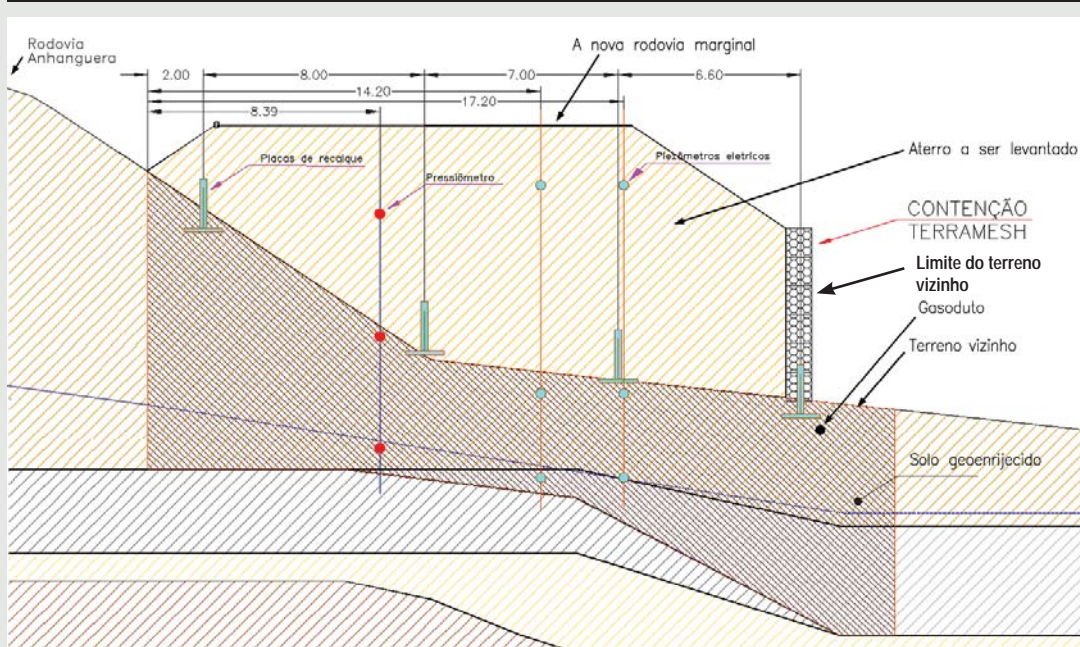 Rodovia
Anhanguera
A nova rodovia marginal
2.00
8.00
7.00
6.60
14.20
17.20
8.39
Placas de recalque
Pressiômetro
Piezômetros eletricos
Aterro a ser levantado
CONTENÇÃO
TERRAMESH
Limite do terreno
vizinho
Gasoduto
Terreno vizinho
Solo geoenrijecido